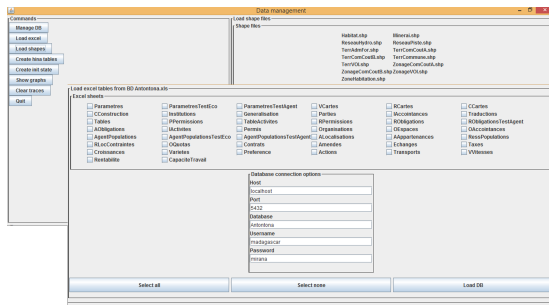 Data management
Commands
Manage DB
Load excel
Load shapes
Create hina tables
Create init state
Show graphs
Clear traces
Quit
Load shape files
Shape files
Habitat.shp Minerai.shp
ReseauHydro.shp ReseauPiste.shp
TerrAdmFor.shp TerrComCoutA.shp
TerrComCoutB.shp TerrCommune.shp
TerrVOI.shp ZonageComCoutA.shp
ZonageComCoutB.shp ZonageVOI.shp
ZoneHabitation.shp
Load excel tables from BD Antontona.xls
Excel sheets
Parametres ParametresTestEco ParametresTestAgent VCartes RCartes CCartes
CConstruction Institutions Generalisation Parties RAccointances Traductions
Tables PPermissions TableActivites RPermissions RObligations RObligationsTestAgent
AObligations IActivites Permis Organisations OEspaces OAccointances
AgentPopulations AgentPopulationsTestEco AgentPopulationsTestAgent ALocalisations AAppartenances RessPopulations
RLocContraintes OQuotas Contrats Amendes Echanges Taxes
Croissances Varietes Preference Actions Transports VVitesses
Rentabilite CapaciteTravail
Database connection options
Host
localhost
Port
5432
Database
Antontona
Username
madagascar
Password
mirana
Select all Select none Load DB